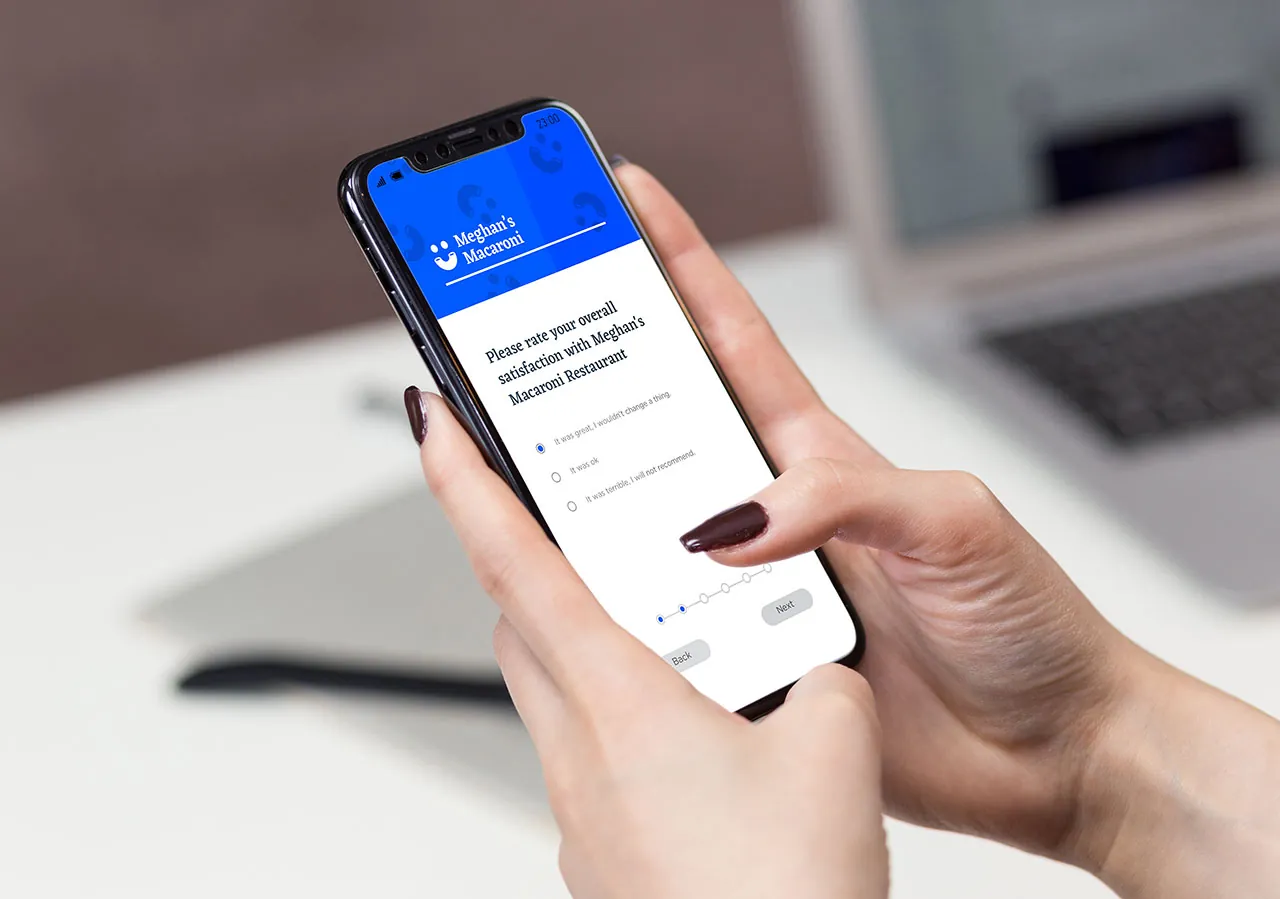 23:00
Meghan's
Macaroni
Please rate your overall
satisfaction with Meghan's
Macaroni Restaurant
It was great, I wouldn't change a thing.
It was ok
It was terrible, I will not recommend.
Back
Next